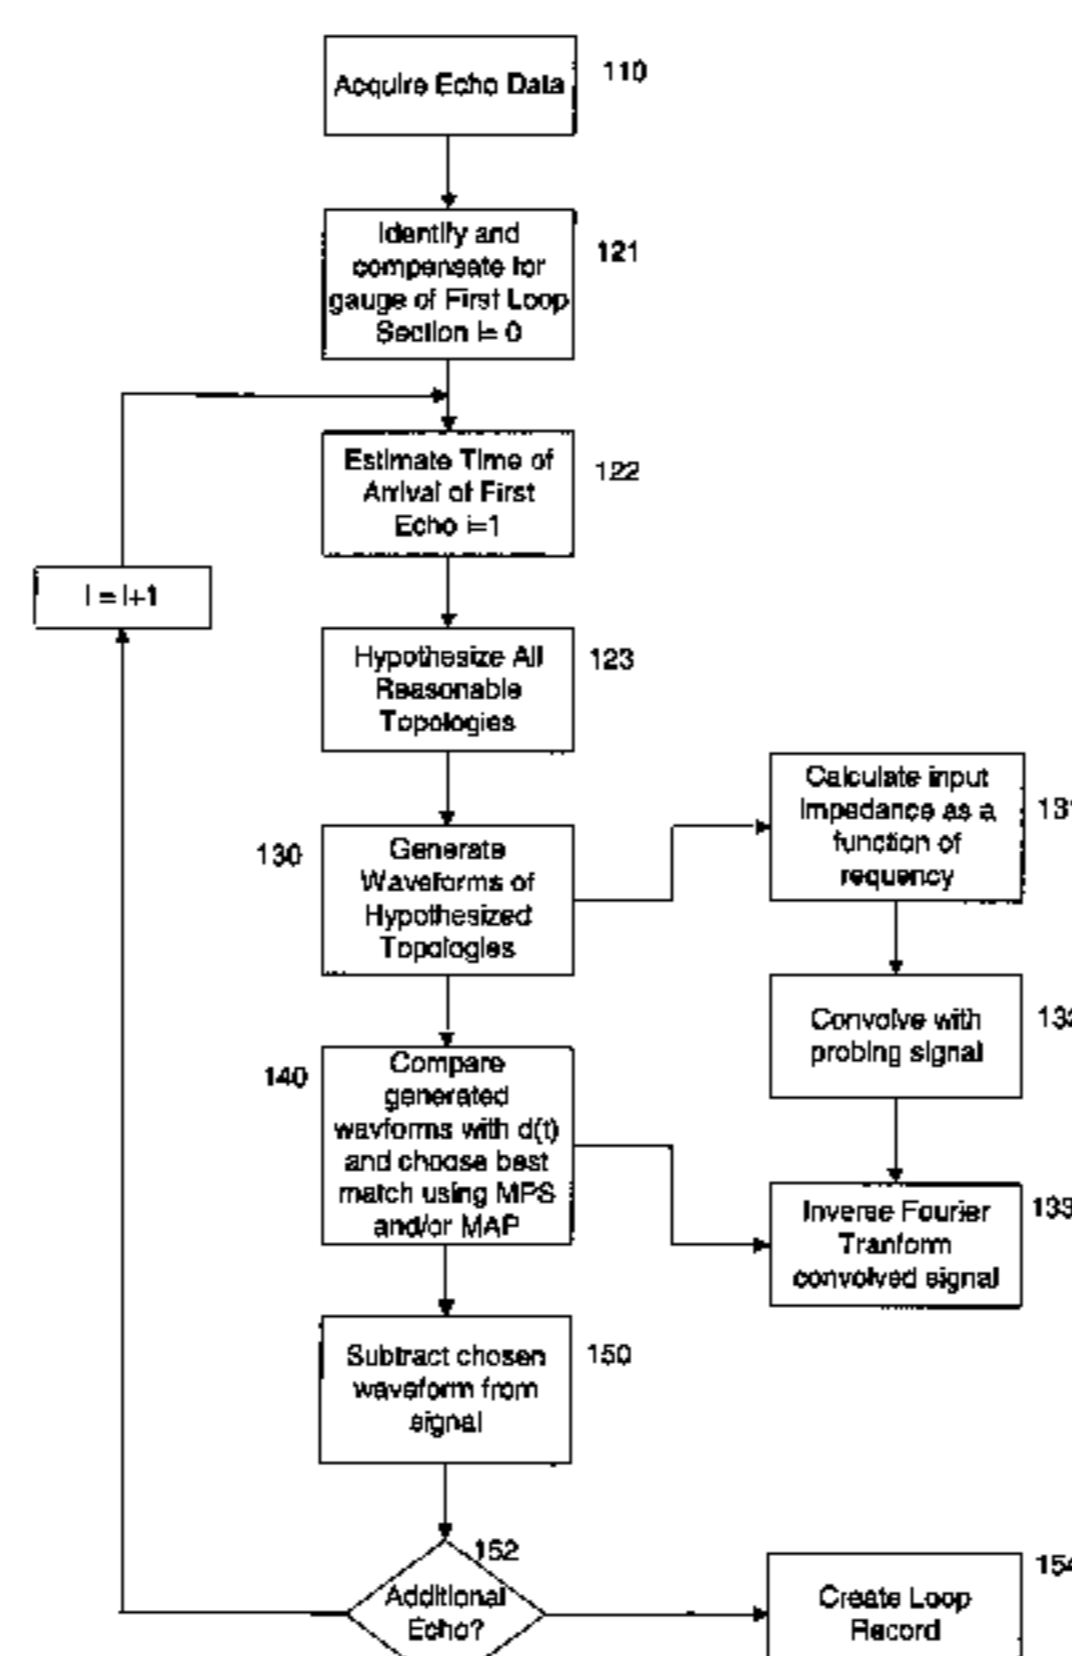 Acquire Echo Data
110
Identify and
compensate for
gauge of First Loop
Section i= 0
121
Estimate Time of
Arrival of First
Echo i=1
122
I = I+1
Hypothesize All
Reasonable
Topologies
123
130
Generate
Waveforms of
Hypothesized
Topologies
Calculate input
Impedance as a
function of
requency
131
Convolve with
probing signal
132
140
Compare
generated
wavforms with d(t)
and choose best
match using MPS
and/or MAP
Inverse Fourier
Tranform
convolved signal
133
Subtract chosen
waveform from
signal
150
152
Additional
Echo?
Create Loop
Record
154